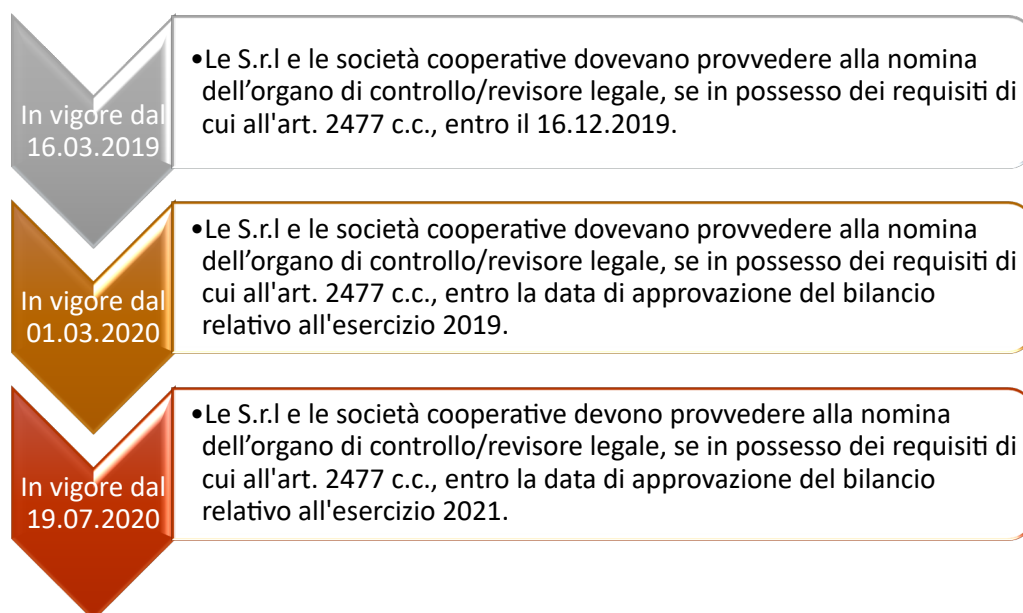 In vigore dal
16.03.2019
•Le S.r.l e le società cooperative dovevano provvedere alla nomina
dell’organo di controllo/revisore legale, se in possesso dei requisiti di
cui all'art. 2477 c.c., entro il 16.12.2019.
In vigore dal
01.03.2020
•Le S.r.l e le società cooperative dovevano provvedere alla nomina
dell’organo di controllo/revisore legale, se in possesso dei requisiti di
cui all'art. 2477 c.c., entro la data di approvazione del bilancio
relativo all'esercizio 2019.
In vigore dal
19.07.2020
•Le S.r.l e le società cooperative devono provvedere alla nomina
dell’organo di controllo/revisore legale, se in possesso dei requisiti di
cui all'art. 2477 c.c., entro la data di approvazione del bilancio
relativo all'esercizio 2021.